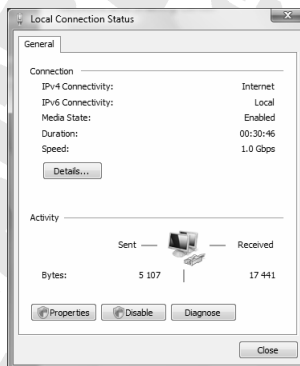 Local Connection Status
General
Connection
IPv4 Connectivity: Internet
IPv6 Connectivity: Local
Media State: Enabled
Duration: 00:30:46
Speed: 1.0 Gbps
Details...
Activity
Sent — Received
Bytes: 5 107 | 17 441
Properties Disable Diagnose
Close